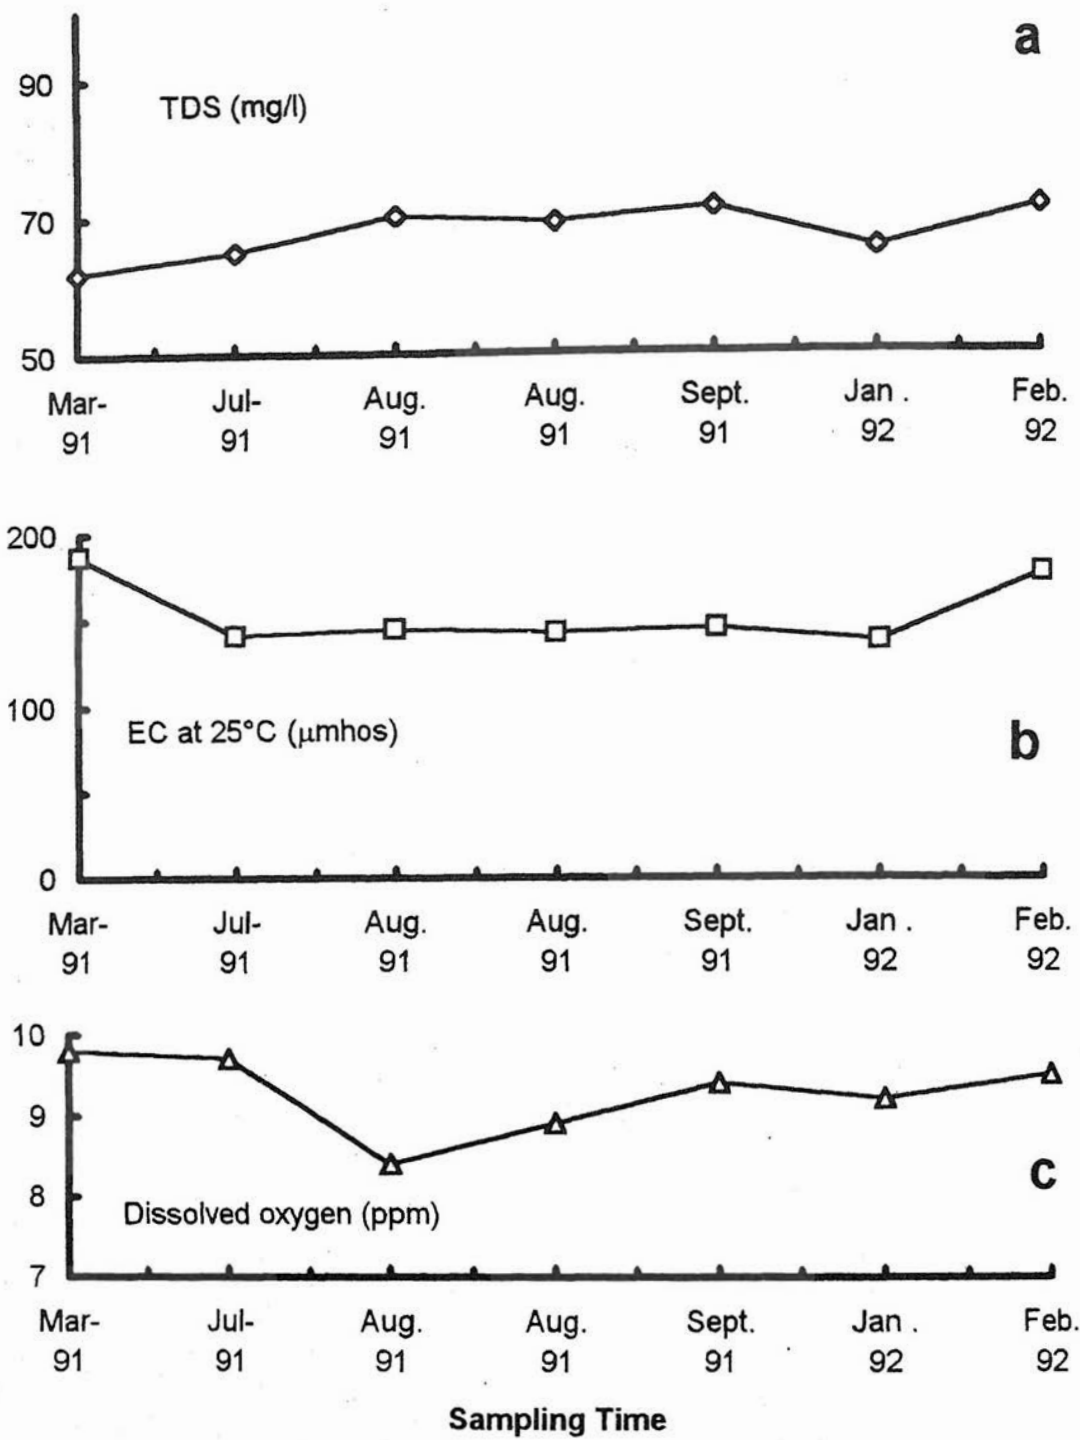 a
90
TDS (mg/l)
70
50
Mar- Jul- Aug. Aug. Sept. Jan . Feb.
91 91 91 91 91 92 92
200
100
EC at 25°C (μmhos)
b
0
Mar- Jul- Aug. Aug. Sept. Jan . Feb.
91 91 91 91 91 92 92
10
9
c
8
Dissolved oxygen (ppm)
7
Mar- Jul- Aug. Aug. Sept. Jan . Feb.
91 91 91 91 91 92 92
Sampling Time